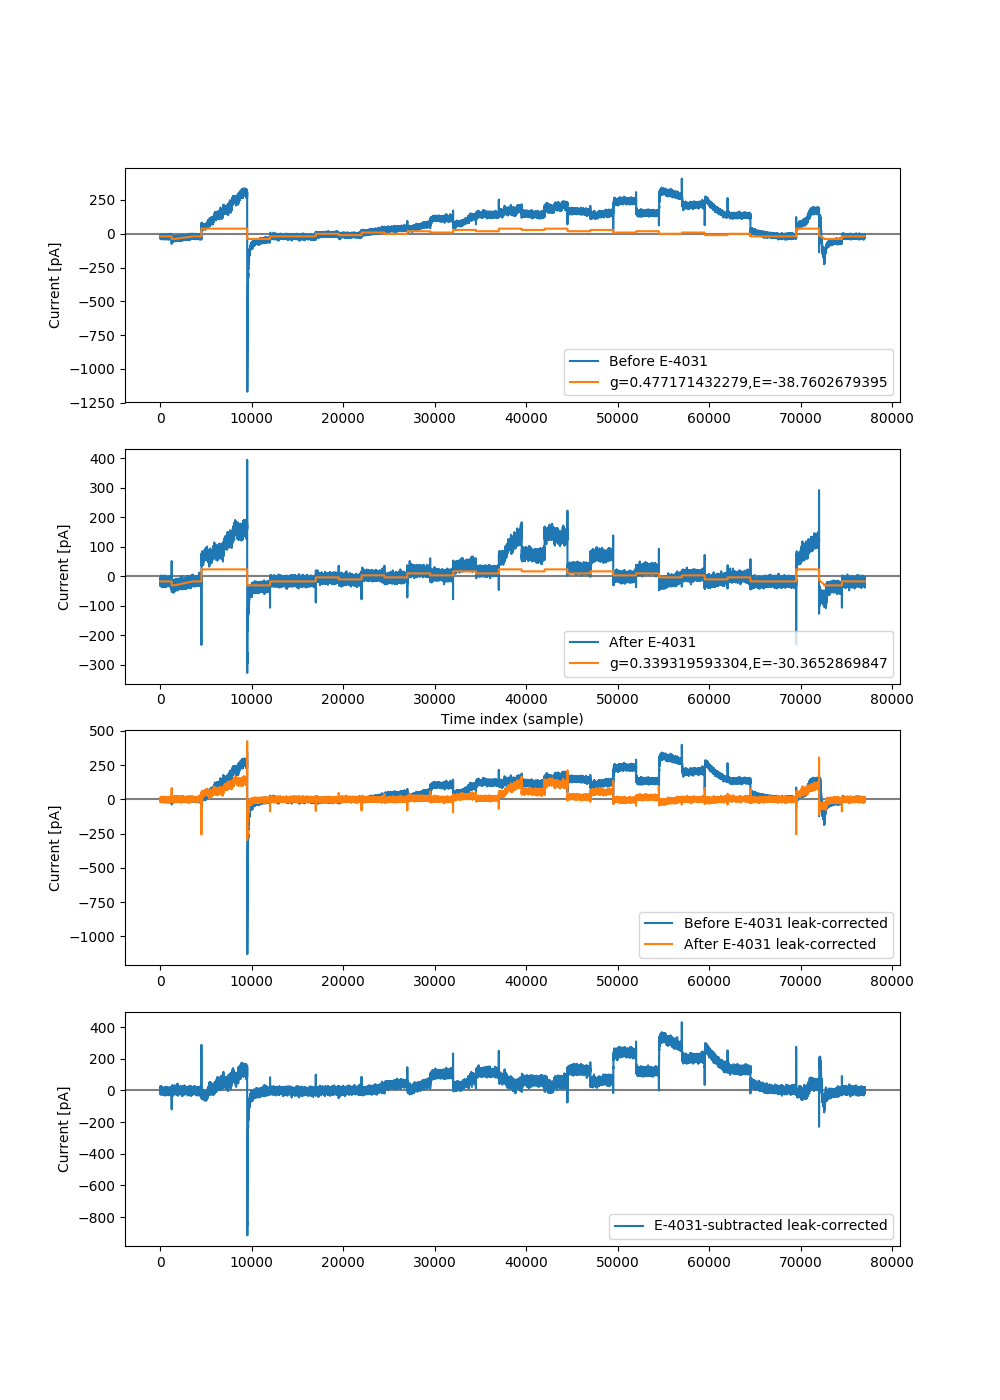 250
0
−250
−500
−750
−1000
−1250
Current [pA]
Before E-4031
g=0.477171432279,E=-38.7602679395
0 10000 20000 30000 40000 50000 60000 70000 80000
400
300
200
100
0
−100
−200
−300
Current [pA]
After E-4031
g=0.339319593304,E=-30.3652869847
0 10000 20000 30000 40000 50000 60000 70000 80000
Time index (sample)
500
250
0
−250
−500
−750
−1000
Current [pA]
Before E-4031 leak-corrected
After E-4031 leak-corrected
0 10000 20000 30000 40000 50000 60000 70000 80000
400
200
0
−200
−400
−600
−800
Current [pA]
E-4031-subtracted leak-corrected
0 10000 20000 30000 40000 50000 60000 70000 80000